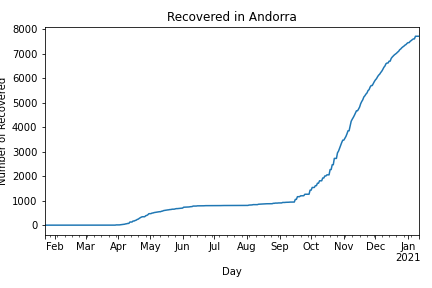 Recovered in Andorra
Number of Recovered
8000
7000
6000
5000
4000
3000
2000
1000
0
Feb Mar Apr May Jun Jul Aug Sep Oct Nov Dec Jan
2021
Day